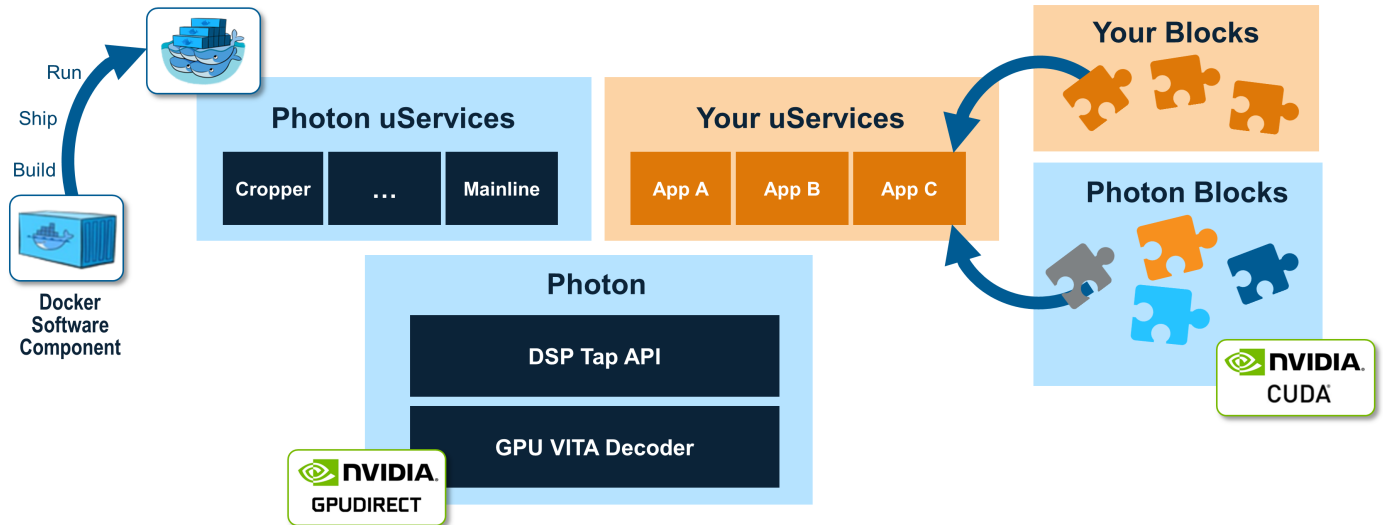 Run
Ship
Build
Docker
Software
Component
Photon uServices
Cropper
...
Mainline
Your uServices
App A
App B
App C
Your Blocks
Photon Blocks
NVIDIA.
CUDA®
Photon
DSP Tap API
GPU VITA Decoder
NVIDIA.
GPUDIRECT